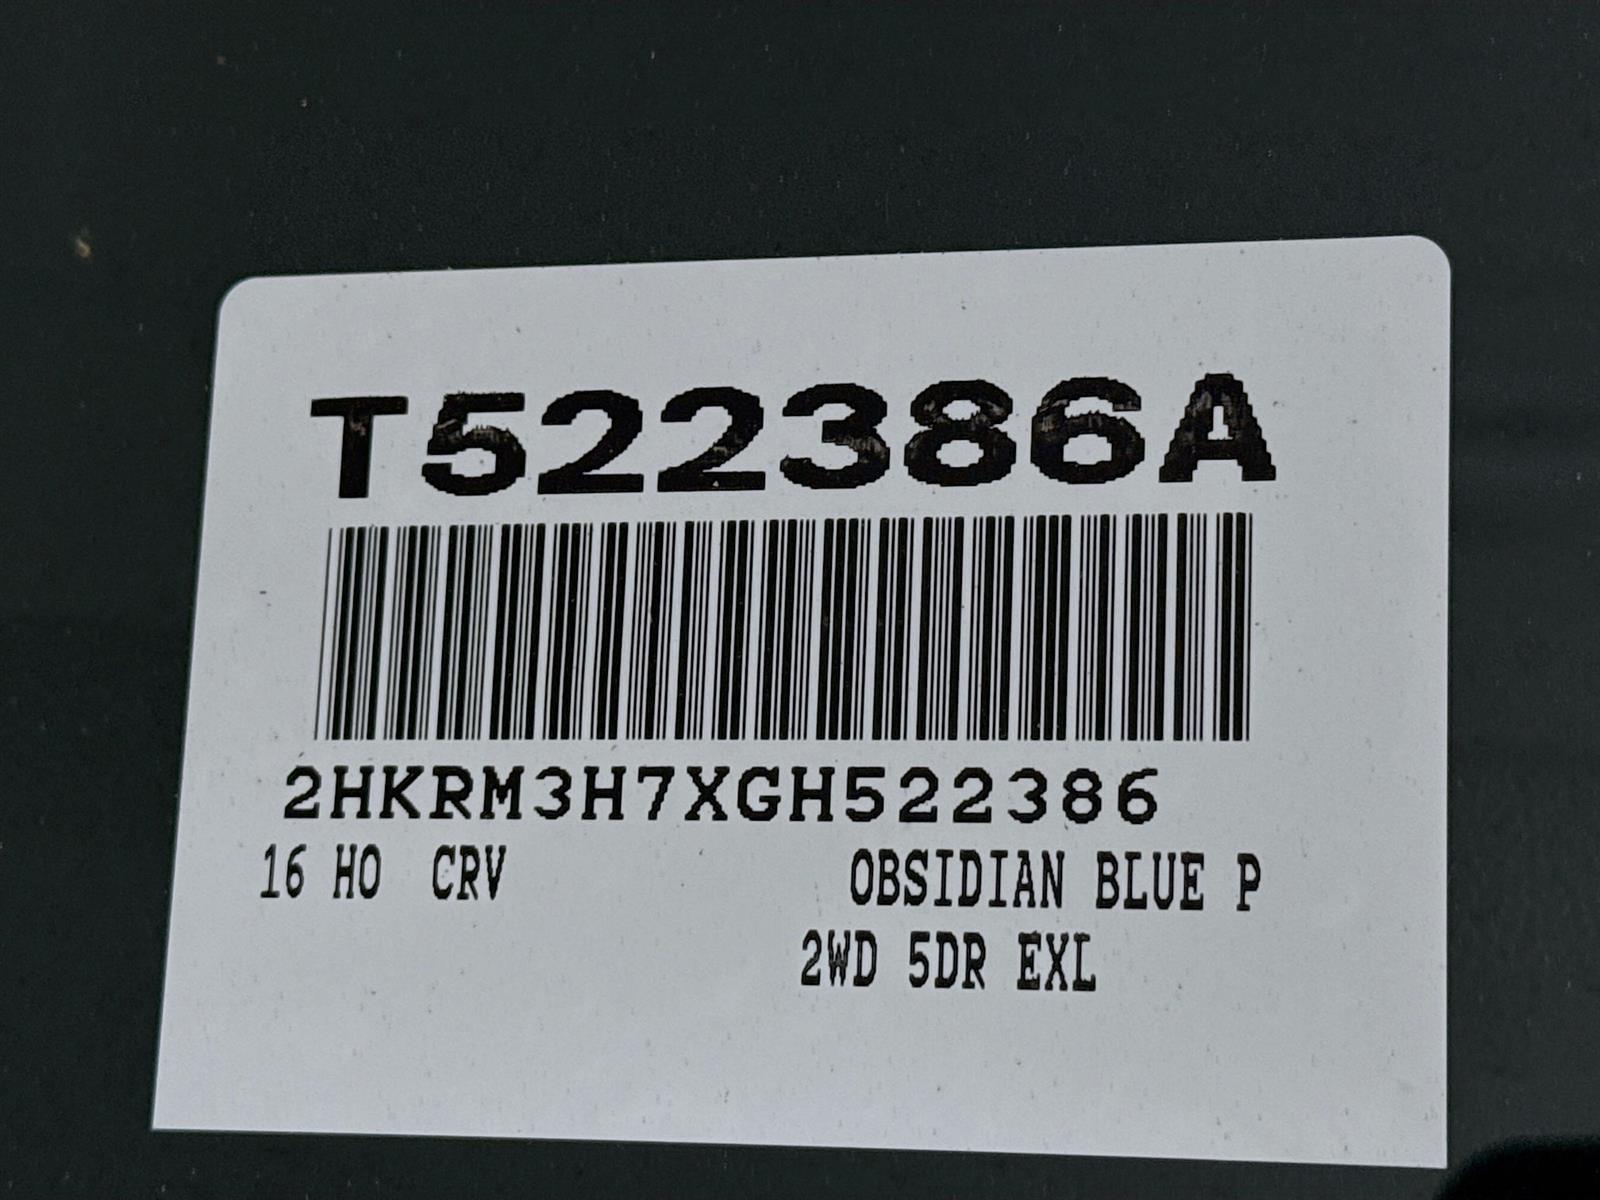 T522386A
2HKRM3H7XGH522386
16 HO CRV OBSIDIAN BLUE P
2WD 5DR EXL